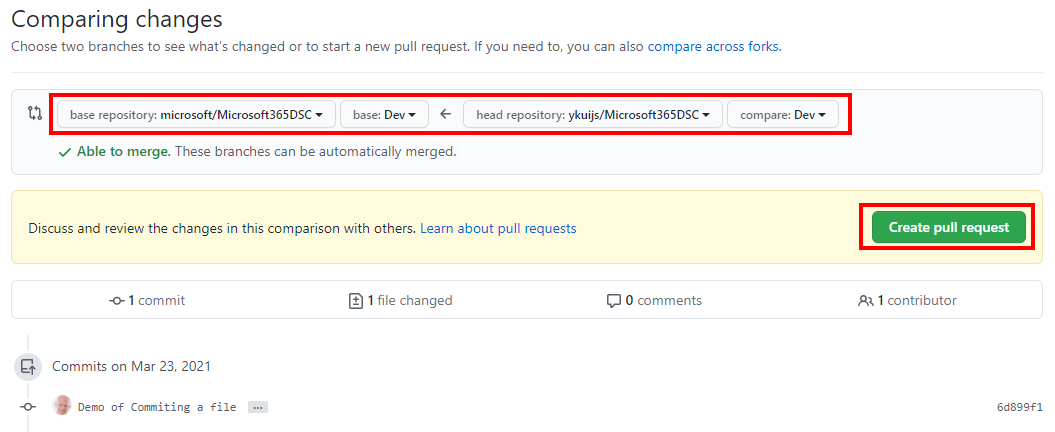 Comparing changes
Choose two branches to see what's changed or to start a new pull request. If you need to, you can also compare across forks.
base repository: microsoft/Microsoft365DSC base: Dev head repository: ykuijs/Microsoft365DSC compare: Dev
Able to merge. These branches can be automatically merged.
Discuss and review the changes in this comparison with others. Learn about pull requests Create pull request
1 commit 1 file changed 0 comments 1 contributor
Commits on Mar 23, 2021
Demo of Commiting a file ... 6d899f1